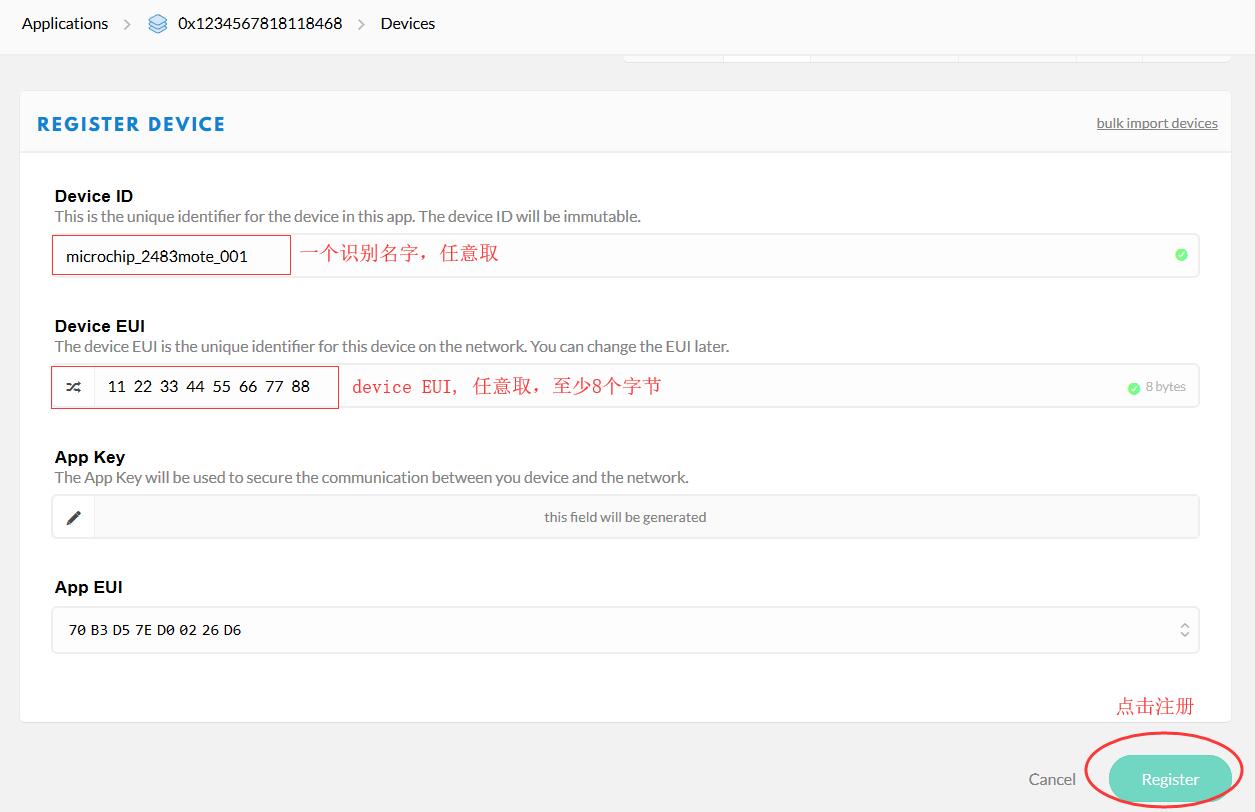 Applications > 0x1234567818118468 > Devices
REGISTER DEVICE
bulk import devices
Device ID
This is the unique identifier for the device in this app. The device ID will be immutable.
microchip_2483mote_001 一个识别名字，任意取
Device EUI
The device EUI is the unique identifier for this device on the network. You can change the EUI later.
11 22 33 44 55 66 77 88 device EUI, 任意取，至少8个字节 8 bytes
App Key
The App Key will be used to secure the communication between you device and the network.
this field will be generated
App EUI
70 B3 D5 7E D0 02 26 D6
点击注册
Cancel Register